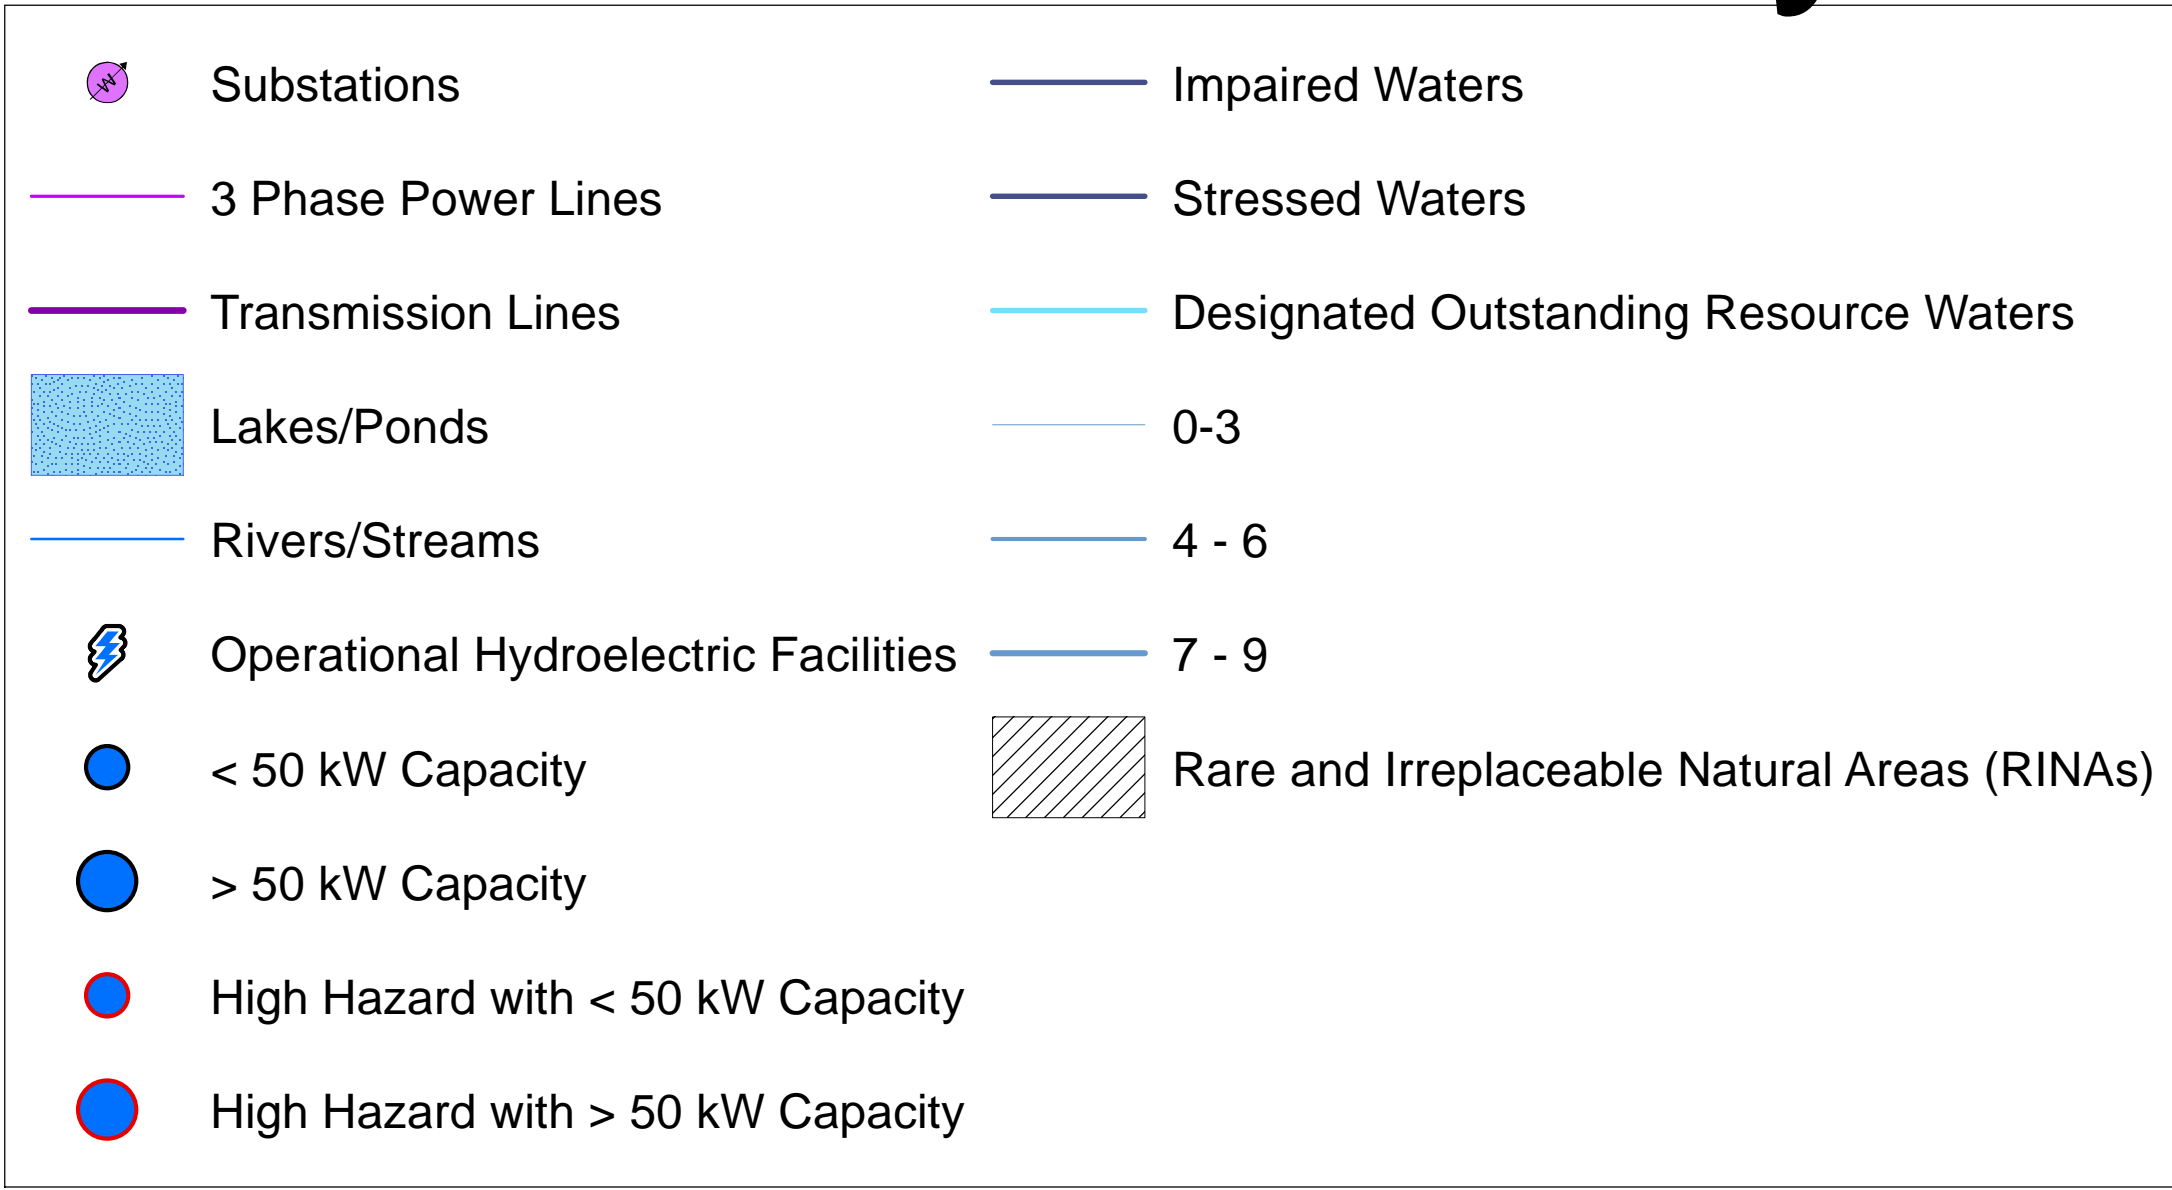 Substations
3 Phase Power Lines
Transmission Lines
Lakes/Ponds
Rivers/Streams
Operational Hydroelectric Facilities
< 50 kW Capacity
> 50 kW Capacity
High Hazard with < 50 kW Capacity
High Hazard with > 50 kW Capacity
Impaired Waters
Stressed Waters
Designated Outstanding Resource Waters
0-3
4 - 6
7 - 9
Rare and Irreplaceable Natural Areas (RINAs)